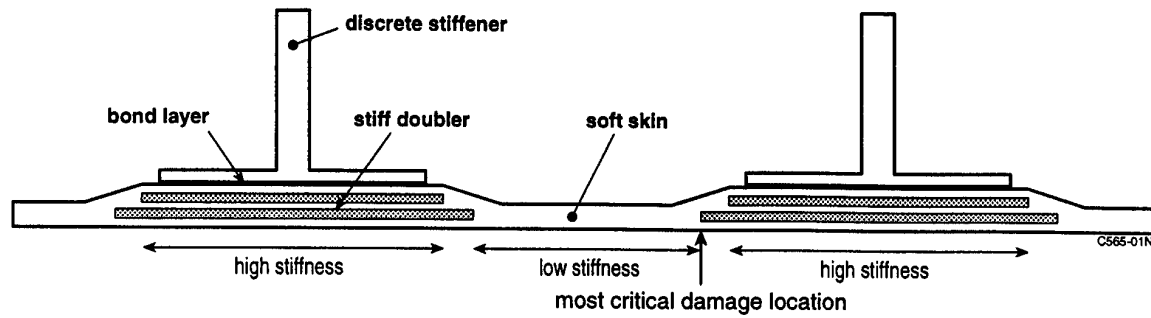 discrete stiffener
bond layer
stiff doubler
soft skin
C565-01N
high stiffness
low stiffness
high stiffness
most critical damage location